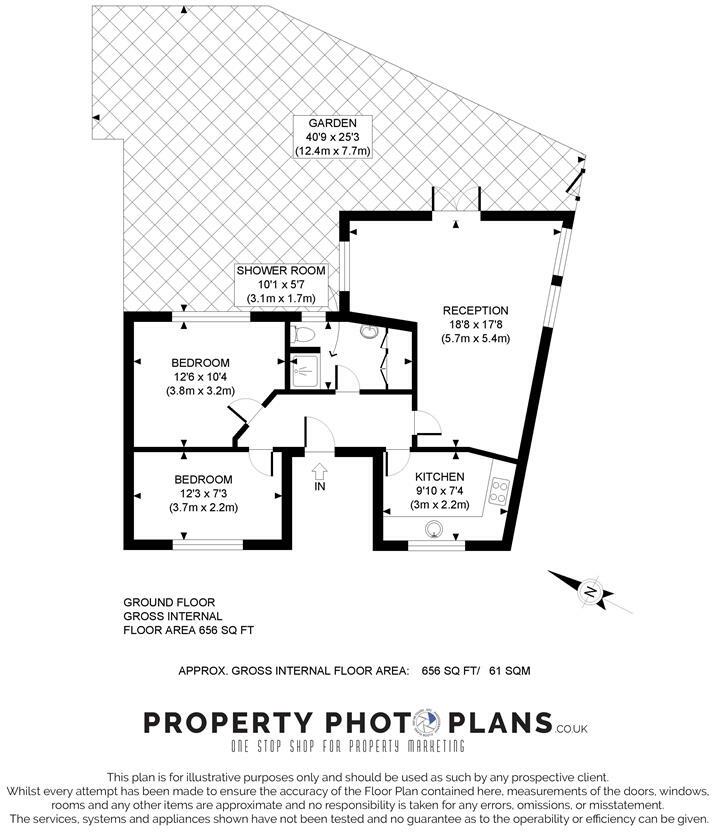 GARDEN
40'9 x 25'3
(12.4m x 7.7m)
SHOWER ROOM
10'1 x 5'7
(3.1m x 1.7m)
RECEPTION
18'8 x 17'8
(5.7m x 5.4m)
BEDROOM
12'6 x 10'4
(3.8m x 3.2m)
BEDROOM
12'3 x 7'3
(3.7m x 2.2m)
KITCHEN
9'10 x 7'4
(3m x 2.2m)
IN
N
GROUND FLOOR
GROSS INTERNAL
FLOOR AREA 656 SQ FT
APPROX. GROSS INTERNAL FLOOR AREA: 656 SQ FT/ 61 SQM
PROPERTY PHOTO PLANS.CO.UK
ONE STOP SHOP FOR PROPERTY MARKETING
This plan is for illustrative purposes only and should be used as such by any prospective client.
Whilst every attempt has been made to ensure the accuracy of the Floor Plan contained here, measurements of the doors, windows,
rooms and any other items are approximate and no responsibility is taken for any errors, omissions, or misstatement.
The services, systems and appliances shown have not been tested and no guarantee as to the operability or efficiency can be given.